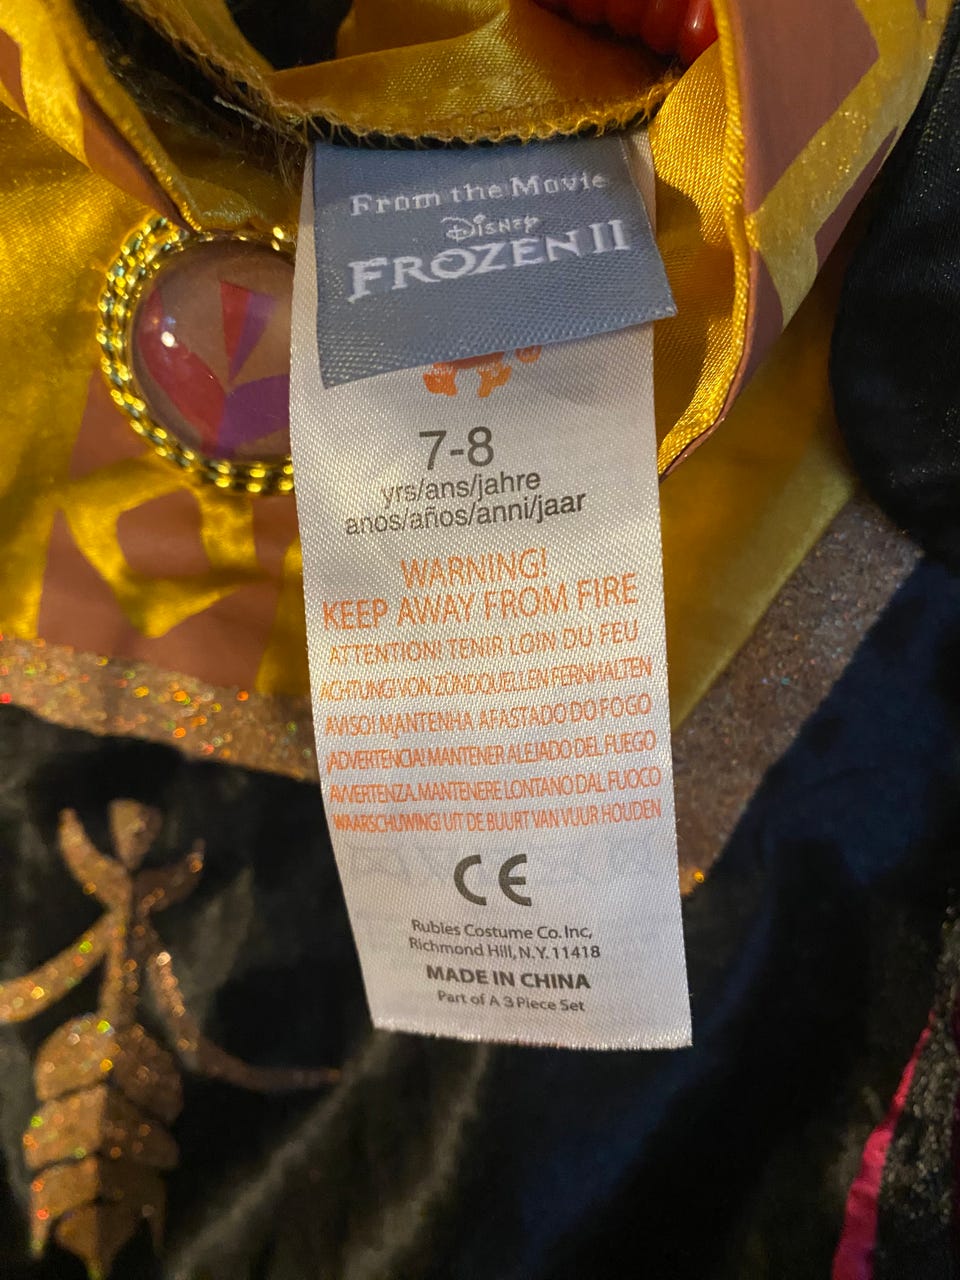 From the Movie
Disney
FROZEN II
7-8
yrs/ans/jahre
anos/años/anni/jaar
WARNING!
KEEP AWAY FROM FIRE
ATTENTION! TENIR LOIN DU FEU
ACHTUNG! VON ZÜNDQUELLEN FERNHALTEN
AVISO! MANTENHA AFASTADO DO FOGO
¡ADVERTENCIA! MANTENER ALEJADO DEL FUEGO
AVVERTENZA. MANTENERE LONTANO DAL FUOCO
WAARSCHUWING! UIT DE BUURT VAN VUUR HOUDEN
CE
Rubies Costume Co. Inc,
Richmond Hill, N.Y. 11418
MADE IN CHINA
Part of A 3 Piece Set